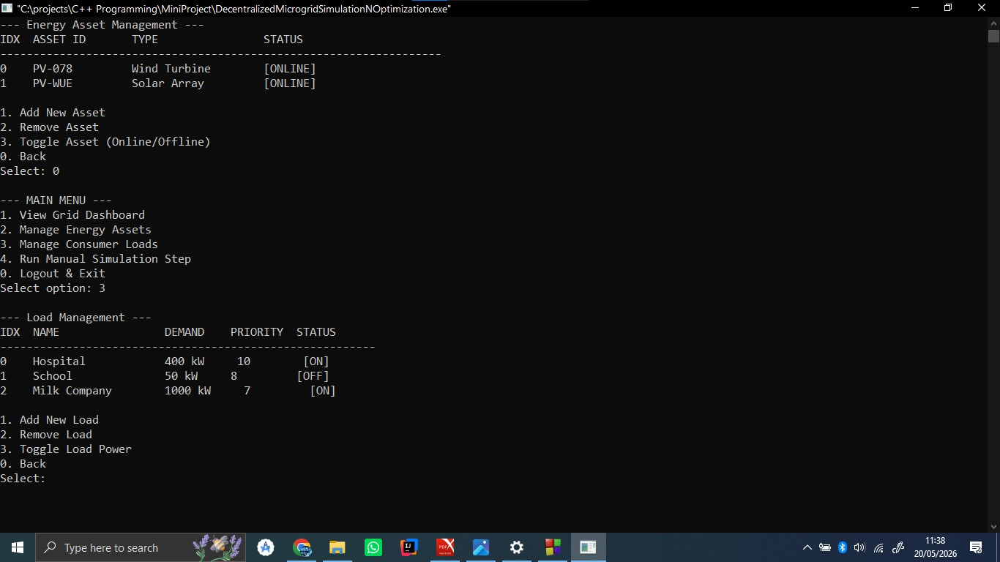 "C:\projects\C++ Programming\MiniProject\DecentralizedMicrogridSimulationNOptimization.exe"
--- Energy Asset Management ---
IDX  ASSET ID       TYPE                STATUS
-------------------------------------------------------------------
0    PV-078         Wind Turbine        [ONLINE]
1    PV-WUE         Solar Array         [ONLINE]
1. Add New Asset
2. Remove Asset
3. Toggle Asset (Online/Offline)
0. Back
Select: 0
--- MAIN MENU ---
1. View Grid Dashboard
2. Manage Energy Assets
3. Manage Consumer Loads
4. Run Manual Simulation Step
0. Logout & Exit
Select option: 3
--- Load Management ---
IDX  NAME                DEMAND    PRIORITY  STATUS
---------------------------------------------------------
0    Hospital            400 kW     10        [ON]
1    School              50 kW     8         [OFF]
2    Milk Company        1000 kW     7         [ON]
1. Add New Load
2. Remove Load
3. Toggle Load Power
0. Back
Select:
Type here to search
11:38
20/05/2026